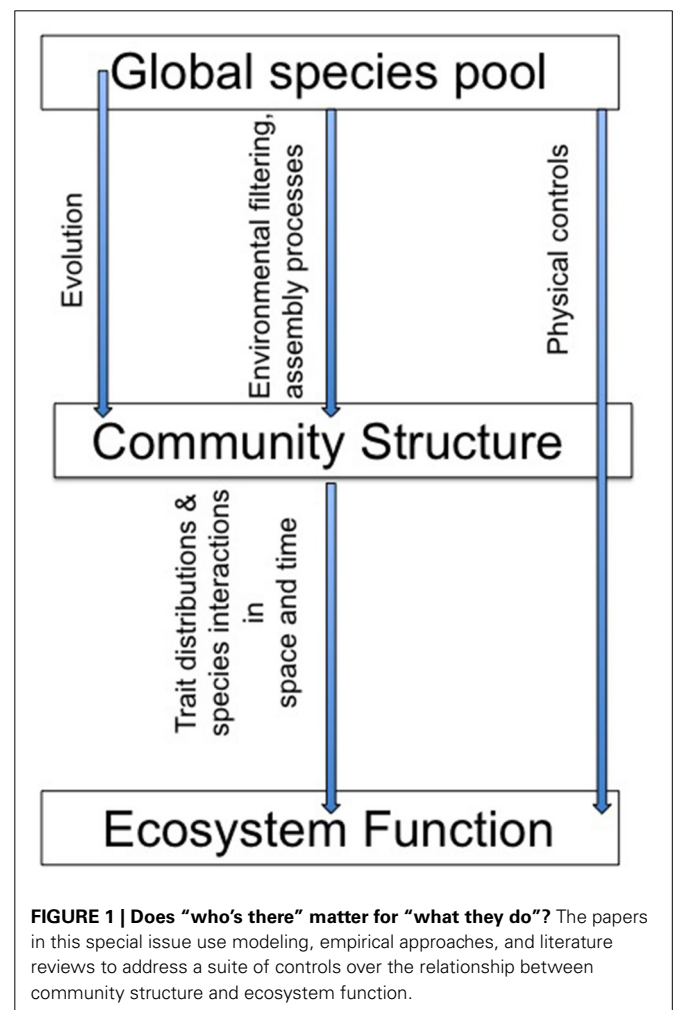 Global species pool
Evolution
Environmental filtering,
assembly processes
Physical controls
Community Structure
Trait distributions &
species interactions
in
space and time
Ecosystem Function
FIGURE 1 | Does “who’s there” matter for “what they do”? The papers
in this special issue use modeling, empirical approaches, and literature
reviews to address a suite of controls over the relationship between
community structure and ecosystem function.